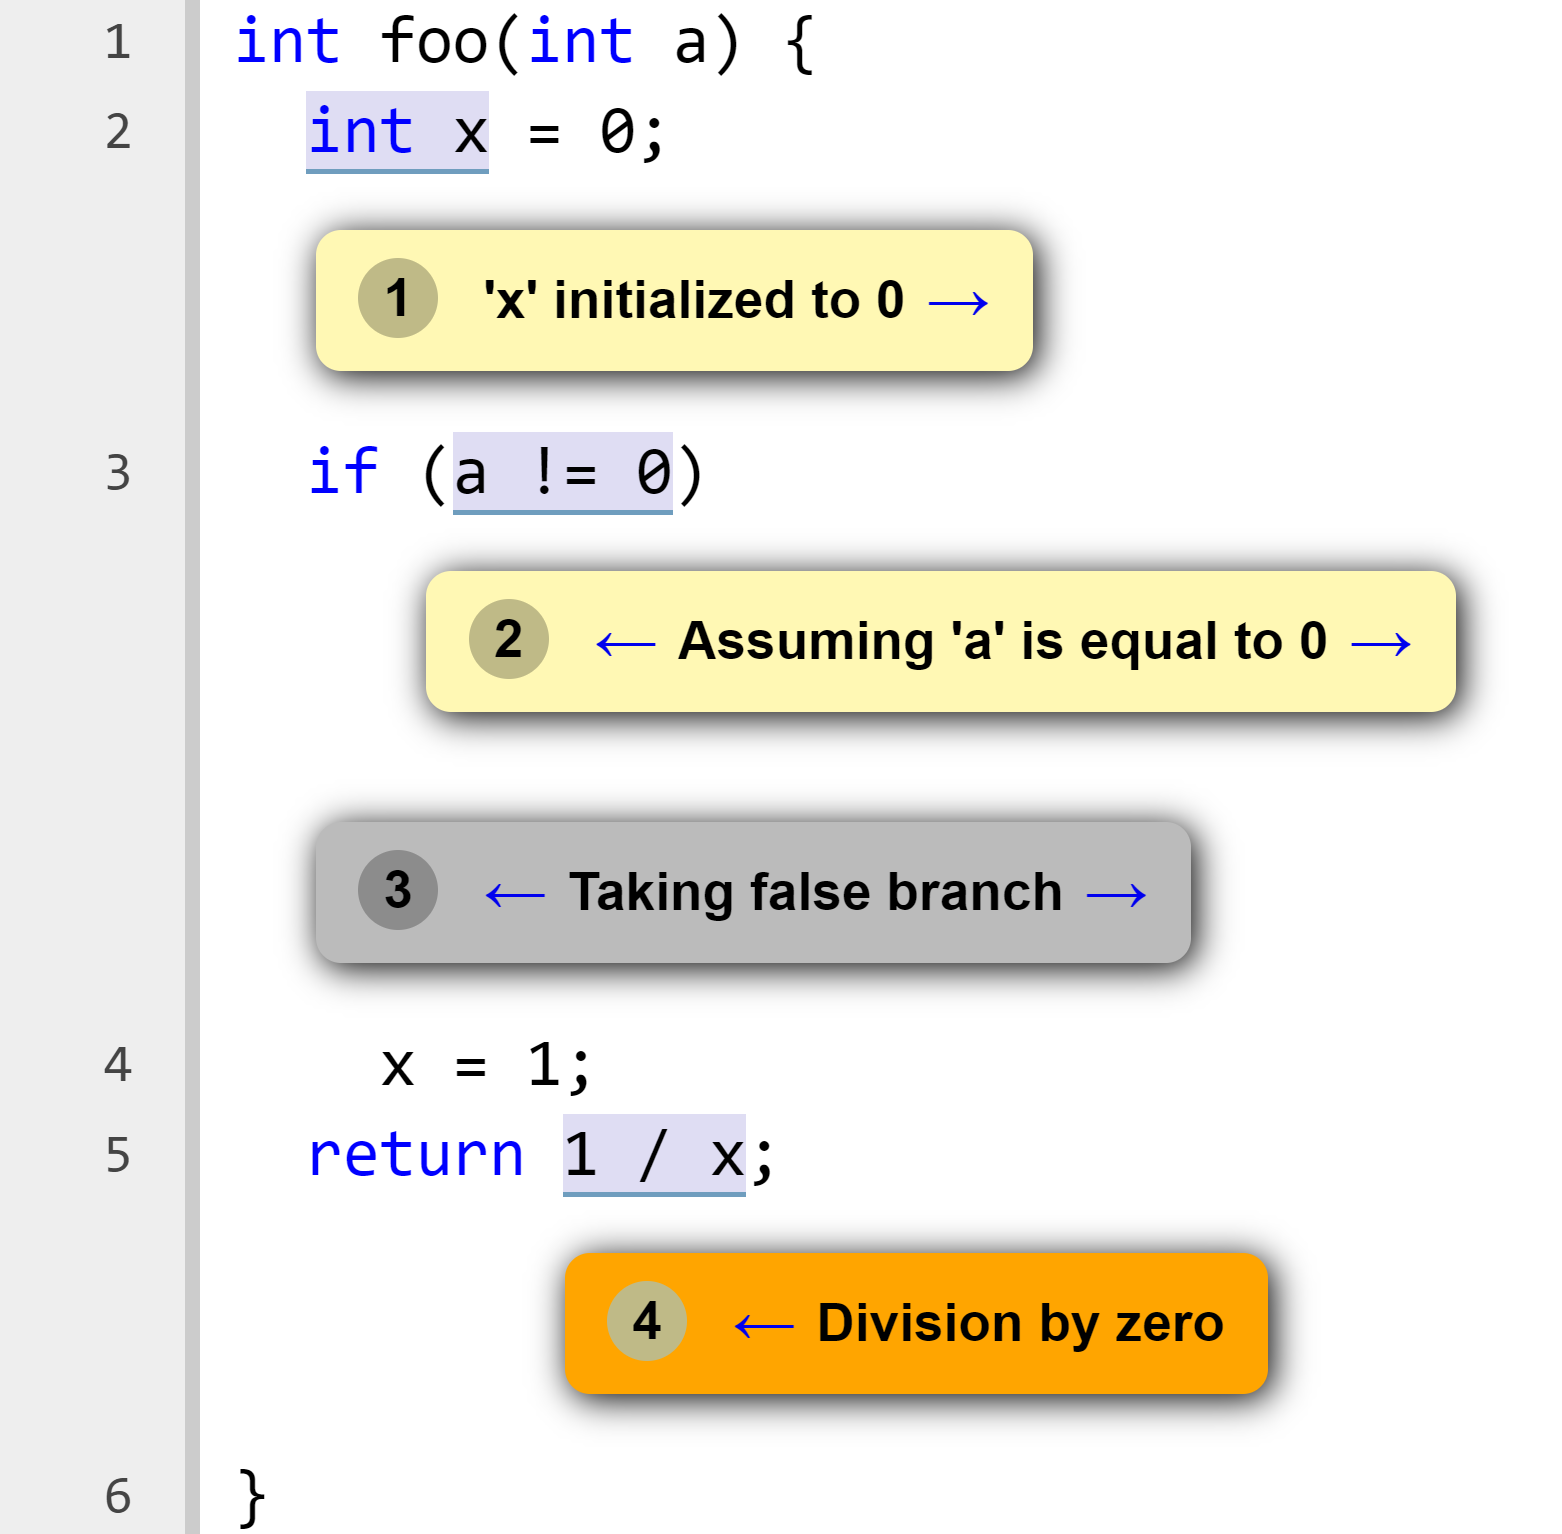 1 int foo(int a) {
2 int x = 0;
1 'x' initialized to 0 →
3 if (a != 0)
2 ← Assuming 'a' is equal to 0 →
3 ← Taking false branch →
4 x = 1;
5 return 1 / x;
4 ← Division by zero
6 }